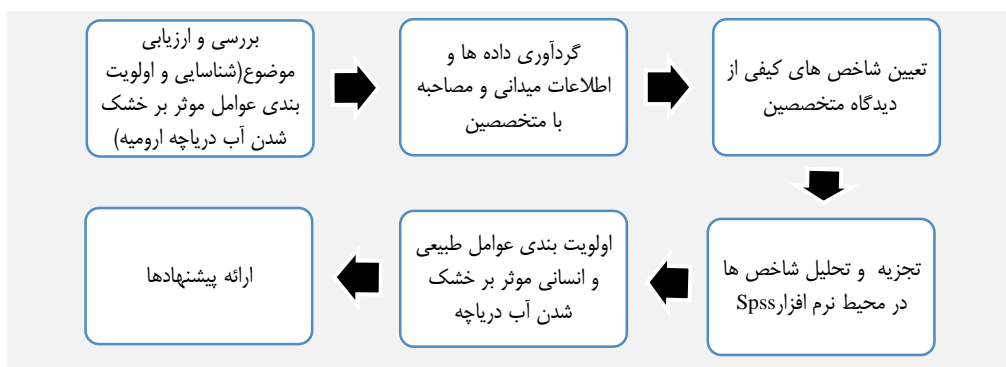 بررسی و ارزیابی
موضوع(شناسایی و اولویت
بندی عوامل موثر بر خشک
شدن آب دریاچه ارومیه)
گردآوری داده ها و
اطلاعات میدانی و مصاحبه
با متخصصین
تعیین شاخص های کیفی از
دیدگاه متخصصین
تجزیه و تحلیل شاخص ها
در محیط نرم افزارSpss
اولویت بندی عوامل طبیعی
و انسانی موثر بر خشک
شدن آب دریاچه
ارائه پیشنهادها